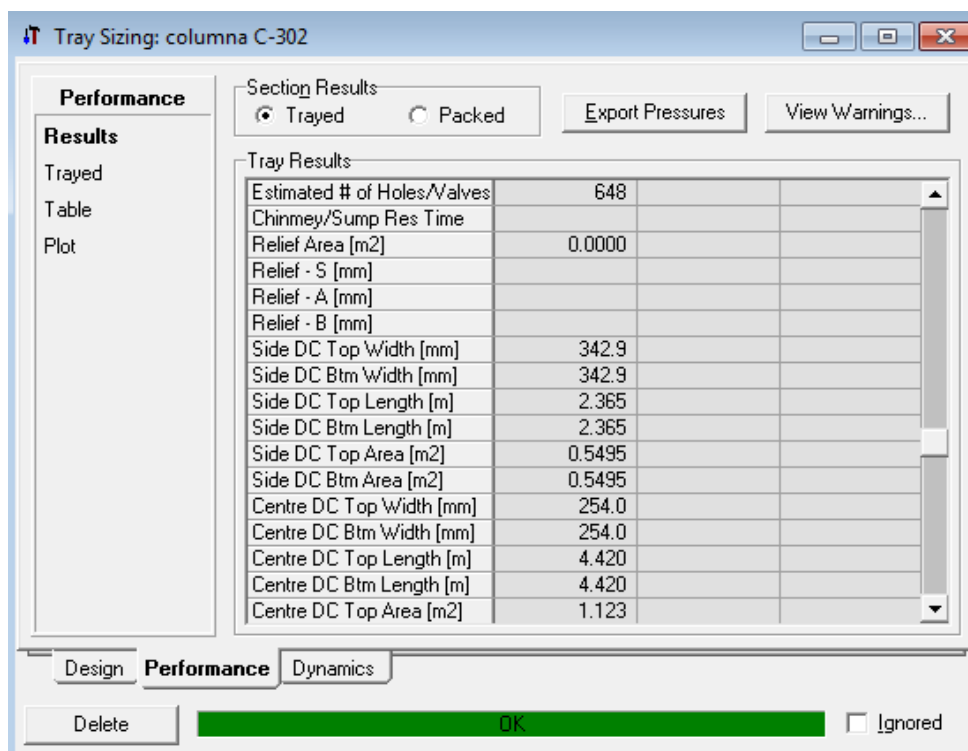 Tray Sizing: columna C-302
Performance
Results
Trayed
Table
Plot
Section Results
Trayed Packed
Export Pressures
View Warnings...
Tray Results
Estimated # of Holes/Valves 648
Chinmey/Sump Res Time
Relief Area [m2] 0.0000
Relief - S [mm]
Relief - A [mm]
Relief - B [mm]
Side DC Top Width [mm] 342.9
Side DC Btm Width [mm] 342.9
Side DC Top Length [m] 2.365
Side DC Btm Length [m] 2.365
Side DC Top Area [m2] 0.5495
Side DC Btm Area [m2] 0.5495
Centre DC Top Width [mm] 254.0
Centre DC Btm Width [mm] 254.0
Centre DC Top Length [m] 4.420
Centre DC Btm Length [m] 4.420
Centre DC Top Area [m2] 1.123
Design Performance Dynamics
Delete OK Ignored